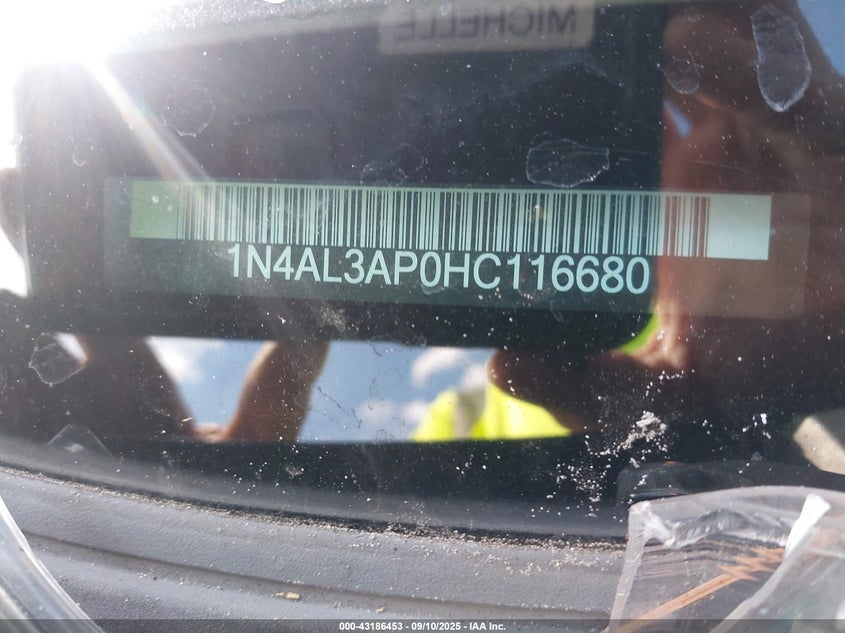 MICHELLE
1N4AL3AP0HC116680
000-43186453 - 09/10/2025 - IAA Inc.